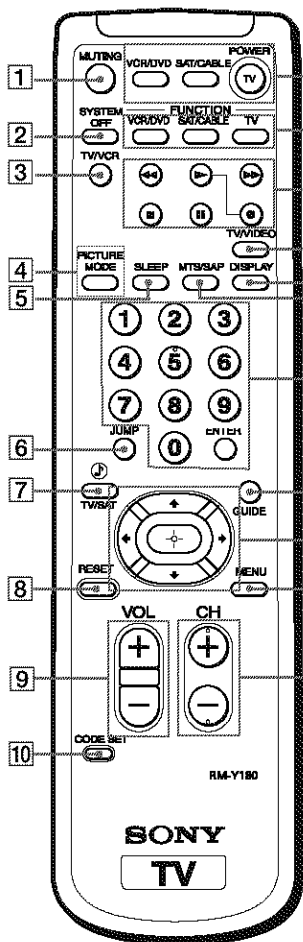 POWER
MUTING VCR/DVD SAT/CABLE
1 TV
SYSTEM OFF FUNCTION
2 VCR/DVD SAT/CABLE TV
3 TV/VCR
TV/VIDEO
4 PICTURE MODE SLEEP MTS/SAP DISPLAY
5
1 2 3
4 5 6
7 8 9
JUMP 0 ENTER
6
7 TV/SAT GUIDE
RESET MENU
8
VOL CH
+ +
9
− −
10 CODE SET
RM-Y180
SONY
TV